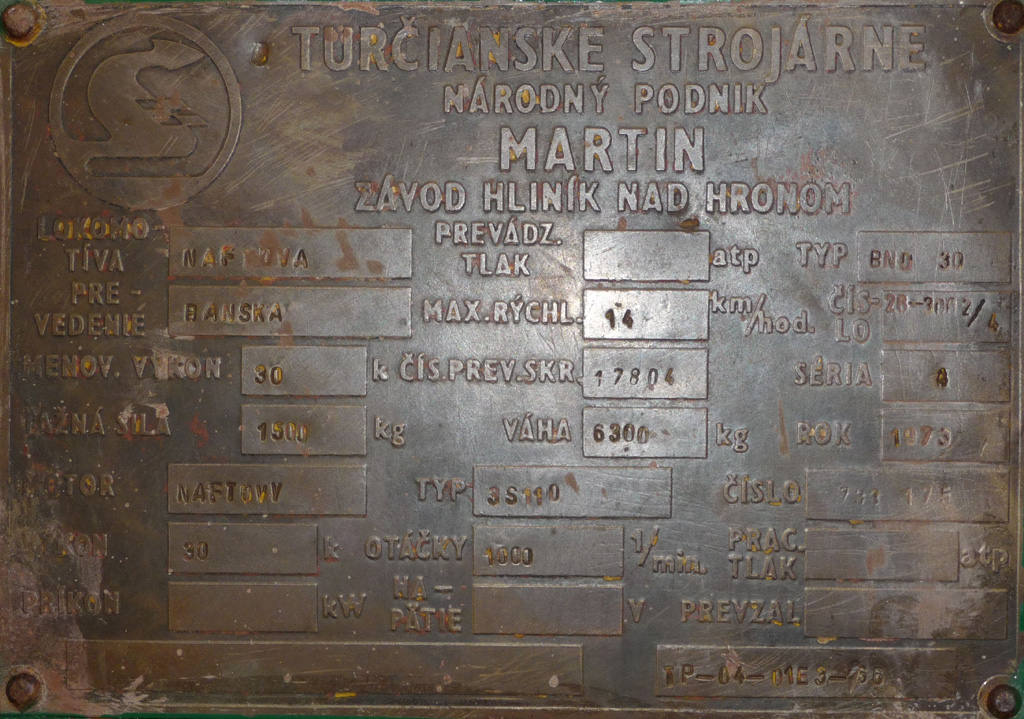 TURČIANSKE STROJÁRNE
NÁRODNÝ PODNIK
MARTIN
ZÁVOD HLINÍK NAD HRONOM
LOKOMO-
TÍVA NAFTOVA PREVÁDZ. TLAK atp TYP BND 30
PRE-
VEDENIE BANSKA MAX.RÝCHL. 14 km/hod. ČÍS-
LO
MENOV. VÝKON 30 k ČÍS.PREV.SKR. 17804 SÉRIA
ŤAŽNÁ SILA 1500 kg VÁHA 6300 kg ROK 1973
MOTOR NAFTOVY TYP 3S110 ČÍSLO
VÝKON 30 k OTÁČKY 1000 1/min. PRAC. TLAK atp
PRÍKON kW NA-
PÄTIE V PREVZAL